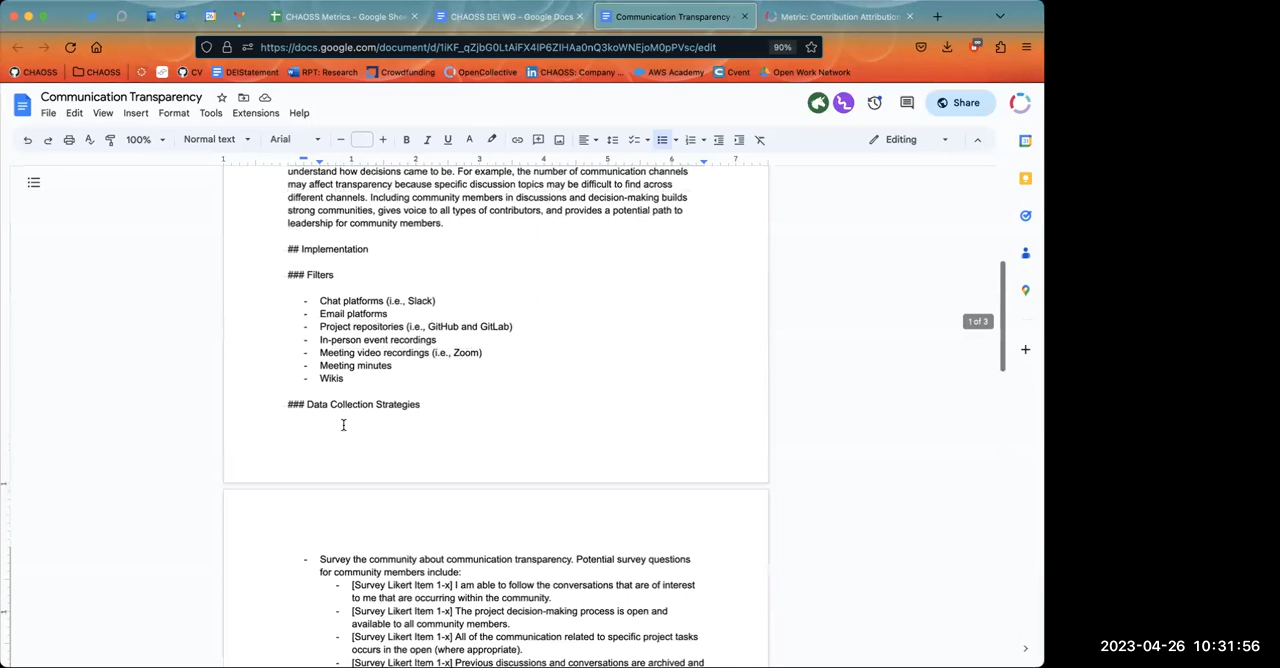 CHAOSS Metrics - Google She
CHAOSS DEI WG - Google Docs
Communication Transparency
Metric: Contribution Attribution
https://docs.google.com/document/d/1iKF_qZjbG0LtAiFX4IP6ZIHAa0nQ3koWNEjoM0pPVsc/edit
90%
CHAOSS
CHAOSS
CV
DEIStatement
RPT: Research
Crowdfunding
OpenCollective
CHAOSS: Company ...
AWS Academy
Cvent
Open Work Network
Communication Transparency
File Edit View Insert Format Tools Extensions Help
Share
100% Normal text Arial
Editing
1 1 2 3 4 5 6 7
understand how decisions came to be. For example, the number of communication channels
may affect transparency because specific discussion topics may be difficult to find across
different channels. Including community members in discussions and decision-making builds
strong communities, gives voice to all types of contributors, and provides a potential path to
leadership for community members.
## Implementation
### Filters
- Chat platforms (i.e., Slack)
- Email platforms
- Project repositories (i.e., GitHub and GitLab)
- In-person event recordings
- Meeting video recordings (i.e., Zoom)
- Meeting minutes
- Wikis
### Data Collection Strategies
1 of 3
- Survey the community about communication transparency. Potential survey questions
for community members include:
- [Survey Likert Item 1-x] I am able to follow the conversations that are of interest
to me that are occurring within the community.
- [Survey Likert Item 1-x] The project decision-making process is open and
available to all community members.
- [Survey Likert Item 1-x] All of the communication related to specific project tasks
occurs in the open (where appropriate).
- [Survey Likert Item 1-x] Previous discussions and conversations are archived and
2023-04-26 10:31:56